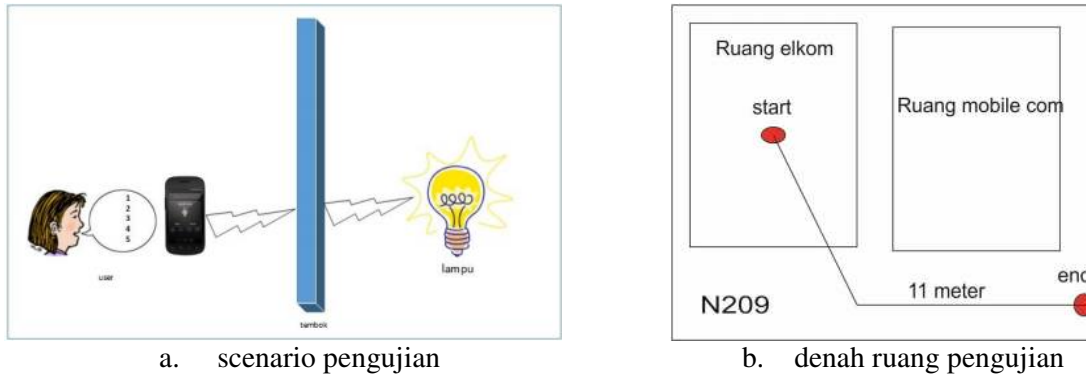 1
2
3
4
5
user
tembok
lampu
a. scenario pengujian
Ruang elkom
start
Ruang mobile com
11 meter
end
N209
b. denah ruang pengujian